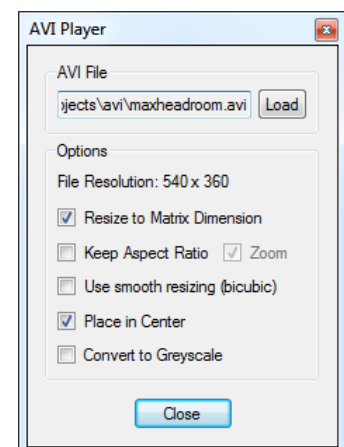 AVI Player
AVI File
jects\avi\maxheadroom.avi Load
Options
File Resolution: 540 x 360
Resize to Matrix Dimension
Keep Aspect Ratio Zoom
Use smooth resizing (bicubic)
Place in Center
Convert to Greyscale
Close